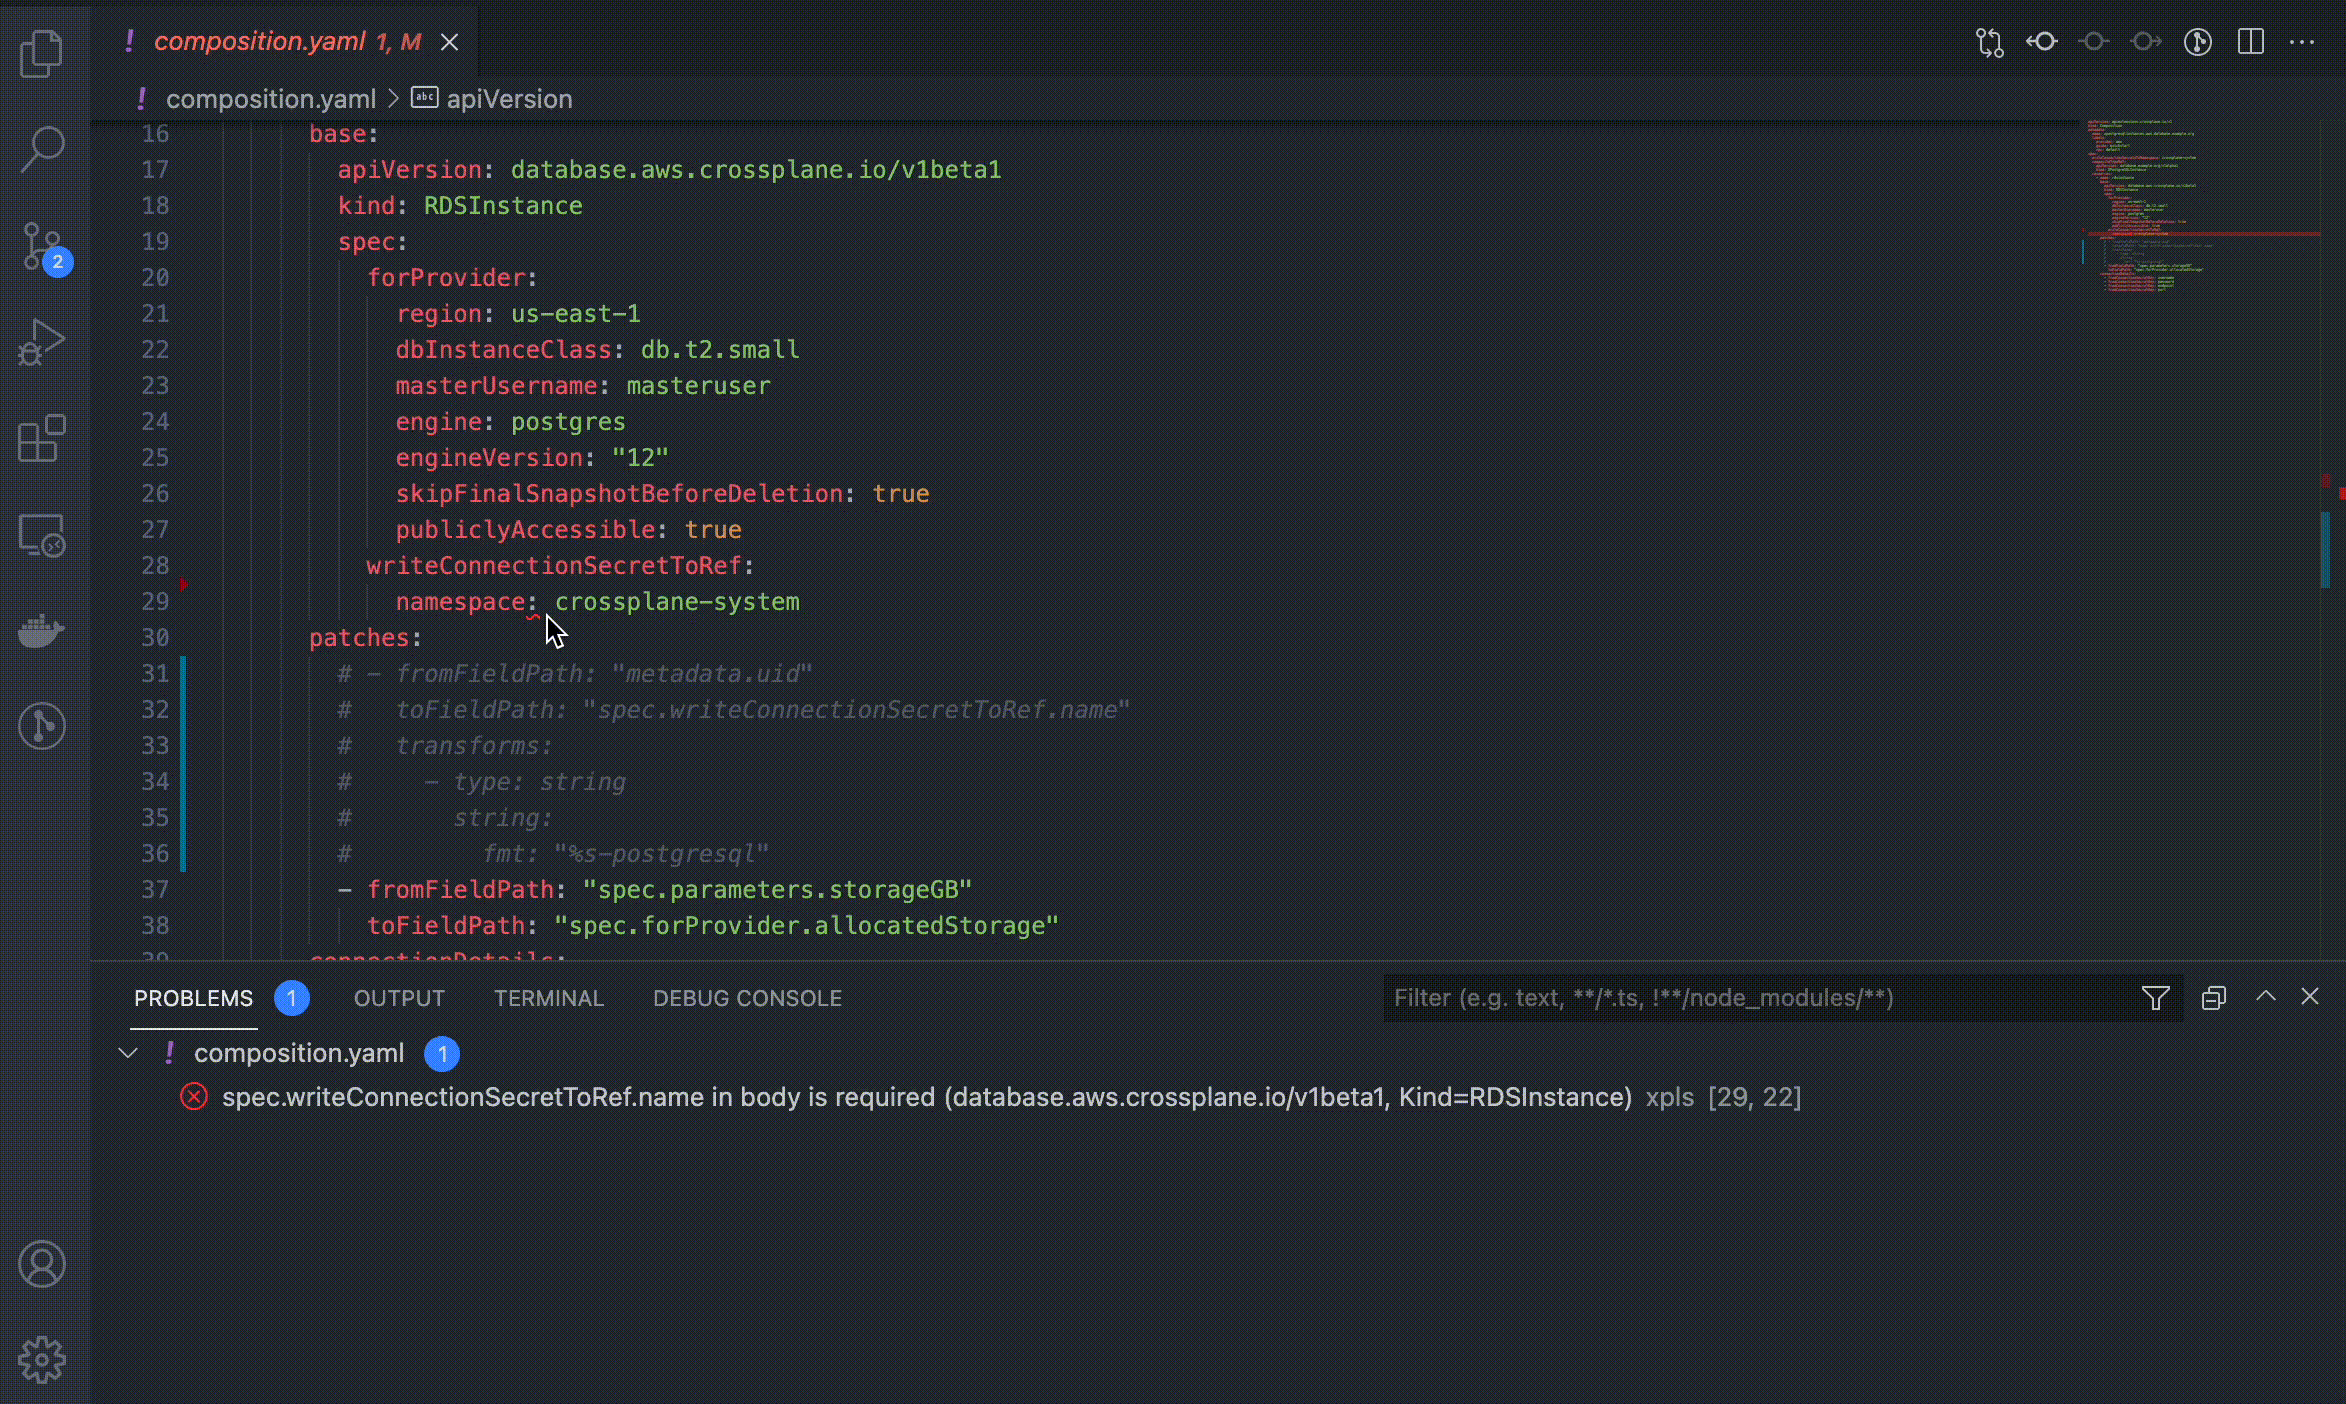 ! composition.yaml 1, M
! composition.yaml > abc apiVersion
16 base:
17 apiVersion: database.aws.crossplane.io/v1beta1
18 kind: RDSInstance
19 spec:
20 forProvider:
21 region: us-east-1
22 dbInstanceClass: db.t2.small
23 masterUsername: masteruser
24 engine: postgres
25 engineVersion: "12"
26 skipFinalSnapshotBeforeDeletion: true
27 publiclyAccessible: true
28 writeConnectionSecretToRef:
29 namespace: crossplane-system
30 patches:
31 # - fromFieldPath: "metadata.uid"
32 #   toFieldPath: "spec.writeConnectionSecretToRef.name"
33 #   transforms:
34 #     - type: string
35 #       string:
36 #         fmt: "%s-postgresql"
37 - fromFieldPath: "spec.parameters.storageGB"
38 toFieldPath: "spec.forProvider.allocatedStorage"
39 connectionDetails:
2
PROBLEMS 1 OUTPUT TERMINAL DEBUG CONSOLE Filter (e.g. text, **/*.ts, !**/node_modules/**)
! composition.yaml 1
spec.writeConnectionSecretToRef.name in body is required (database.aws.crossplane.io/v1beta1, Kind=RDSInstance) xpls [29, 22]